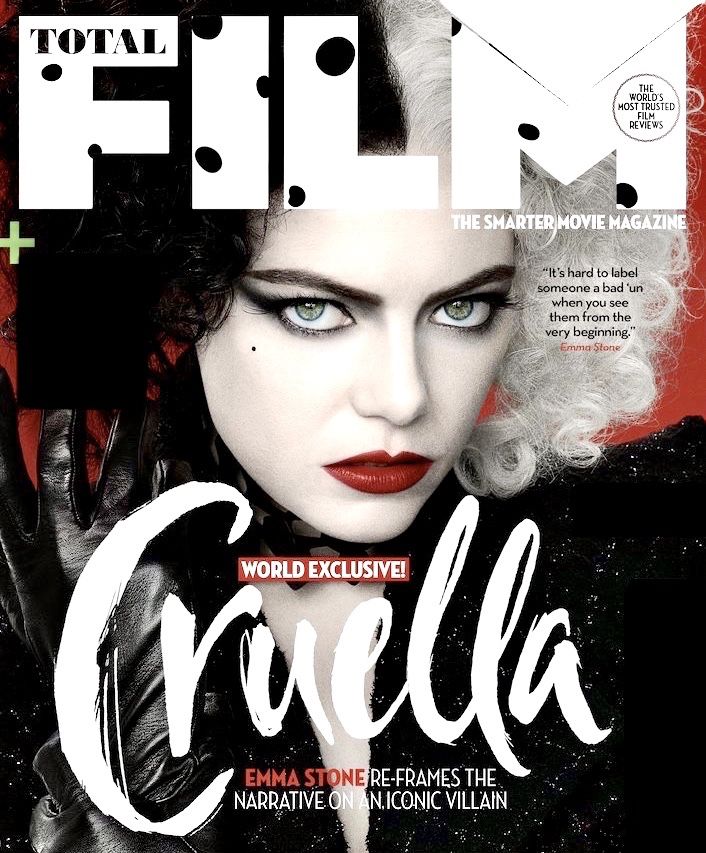 TOTAL
FILM
THE
WORLD'S
MOST TRUSTED
FILM
REVIEWS
THE SMARTER MOVIE MAGAZINE
+
“It's hard to label
someone a bad ‘un
when you see
them from the
very beginning.”
Emma Stone
WORLD EXCLUSIVE!
Cruella
EMMA STONE RE-FRAMES THE
NARRATIVE ON AN ICONIC VILLAIN